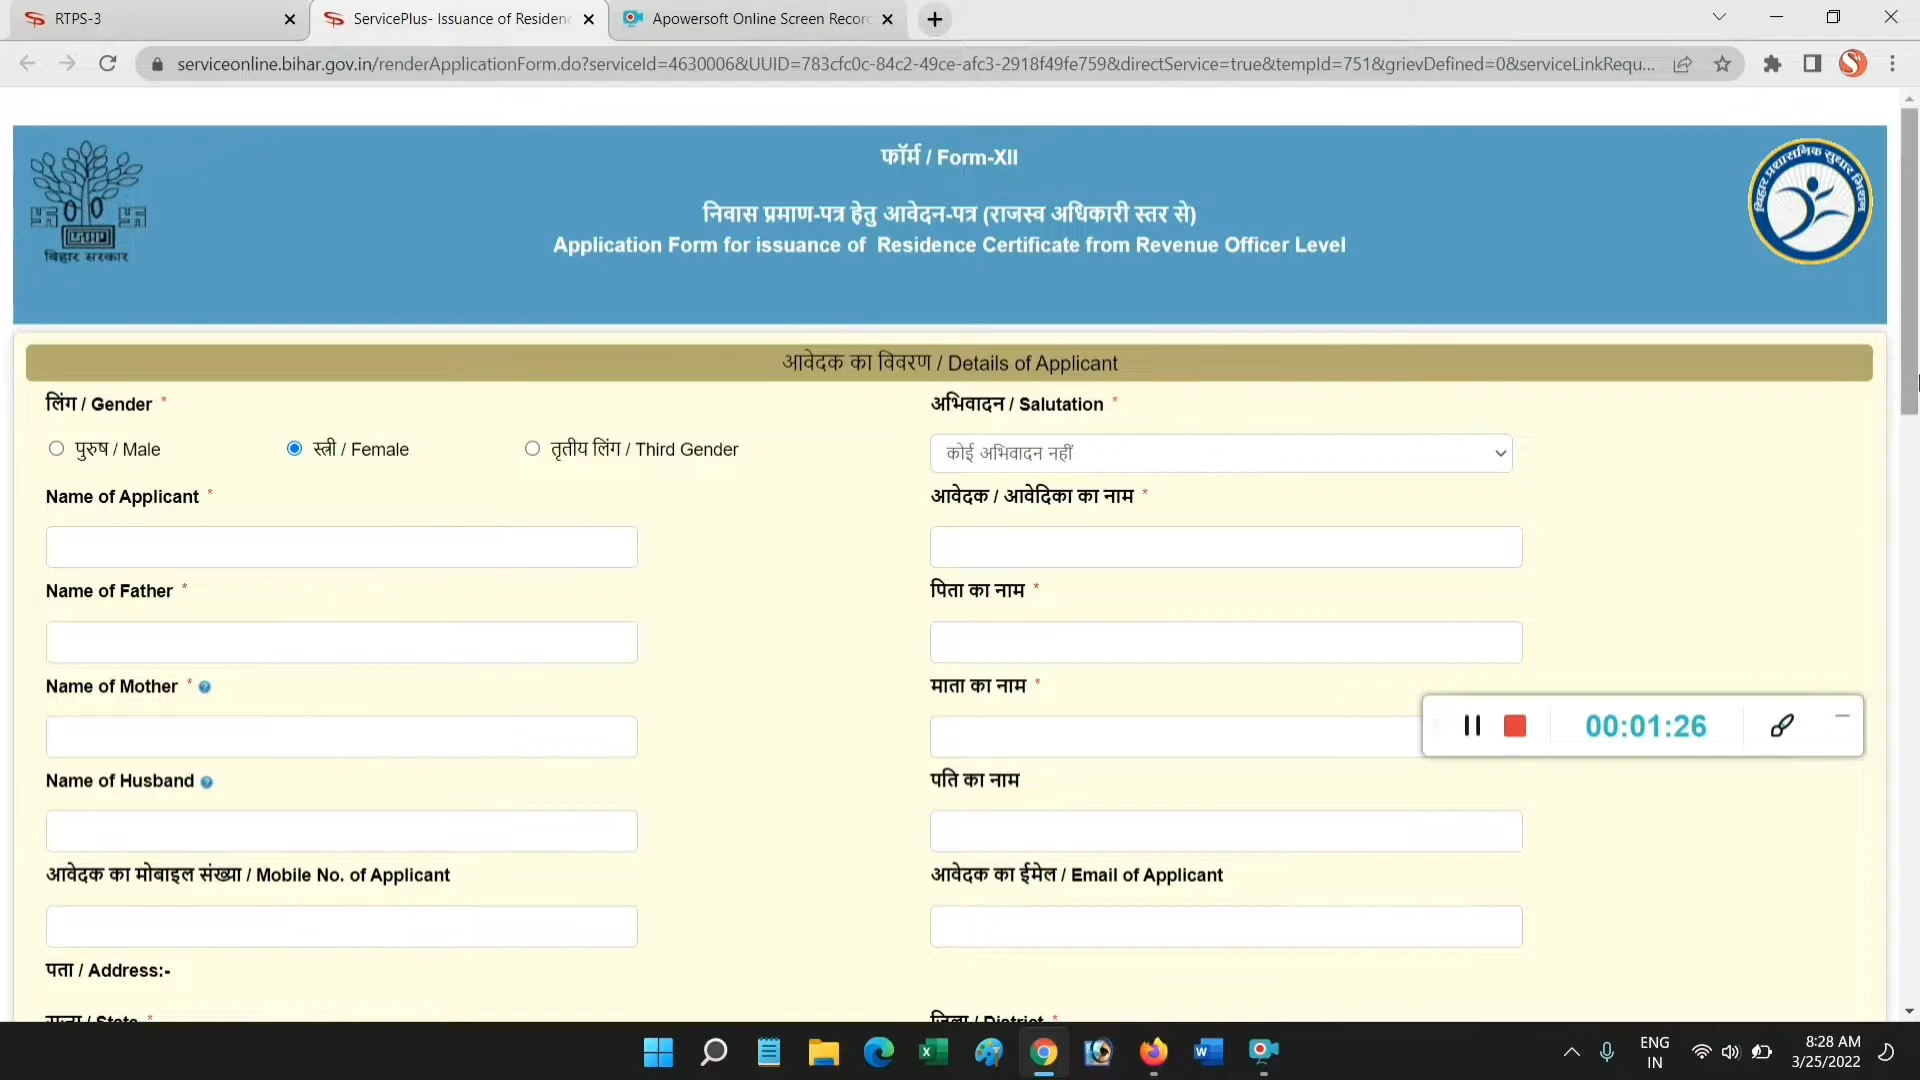 RTPS-3
ServicePlus- Issuance of Residen
Apowersoft Online Screen Recor
serviceonline.bihar.gov.in/renderApplicationForm.do?serviceId=4630006&UUID=783cfc0c-84c2-49ce-afc3-2918f49fe759&directService=true&tempId=751&grievDefined=0&serviceLinkRequ...
फॉर्म / Form-XII
बिहार सरकार
बिहार प्रशासनिक सुधार मिशन
निवास प्रमाण-पत्र हेतु आवेदन-पत्र (राजस्व अधिकारी स्तर से)
Application Form for issuance of Residence Certificate from Revenue Officer Level
आवेदक का विवरण / Details of Applicant
लिंग / Gender *
अभिवादन / Salutation *
पुरुष / Male
स्त्री / Female
तृतीय लिंग / Third Gender
कोई अभिवादन नहीं
Name of Applicant *
आवेदक / आवेदिका का नाम *
Name of Father *
पिता का नाम *
Name of Mother *
माता का नाम *
00:01:26
Name of Husband
पति का नाम
आवेदक का मोबाइल संख्या / Mobile No. of Applicant
आवेदक का ईमेल / Email of Applicant
पता / Address:-
राज्य / State *
जिला / District *
ENG
IN
8:28 AM
3/25/2022